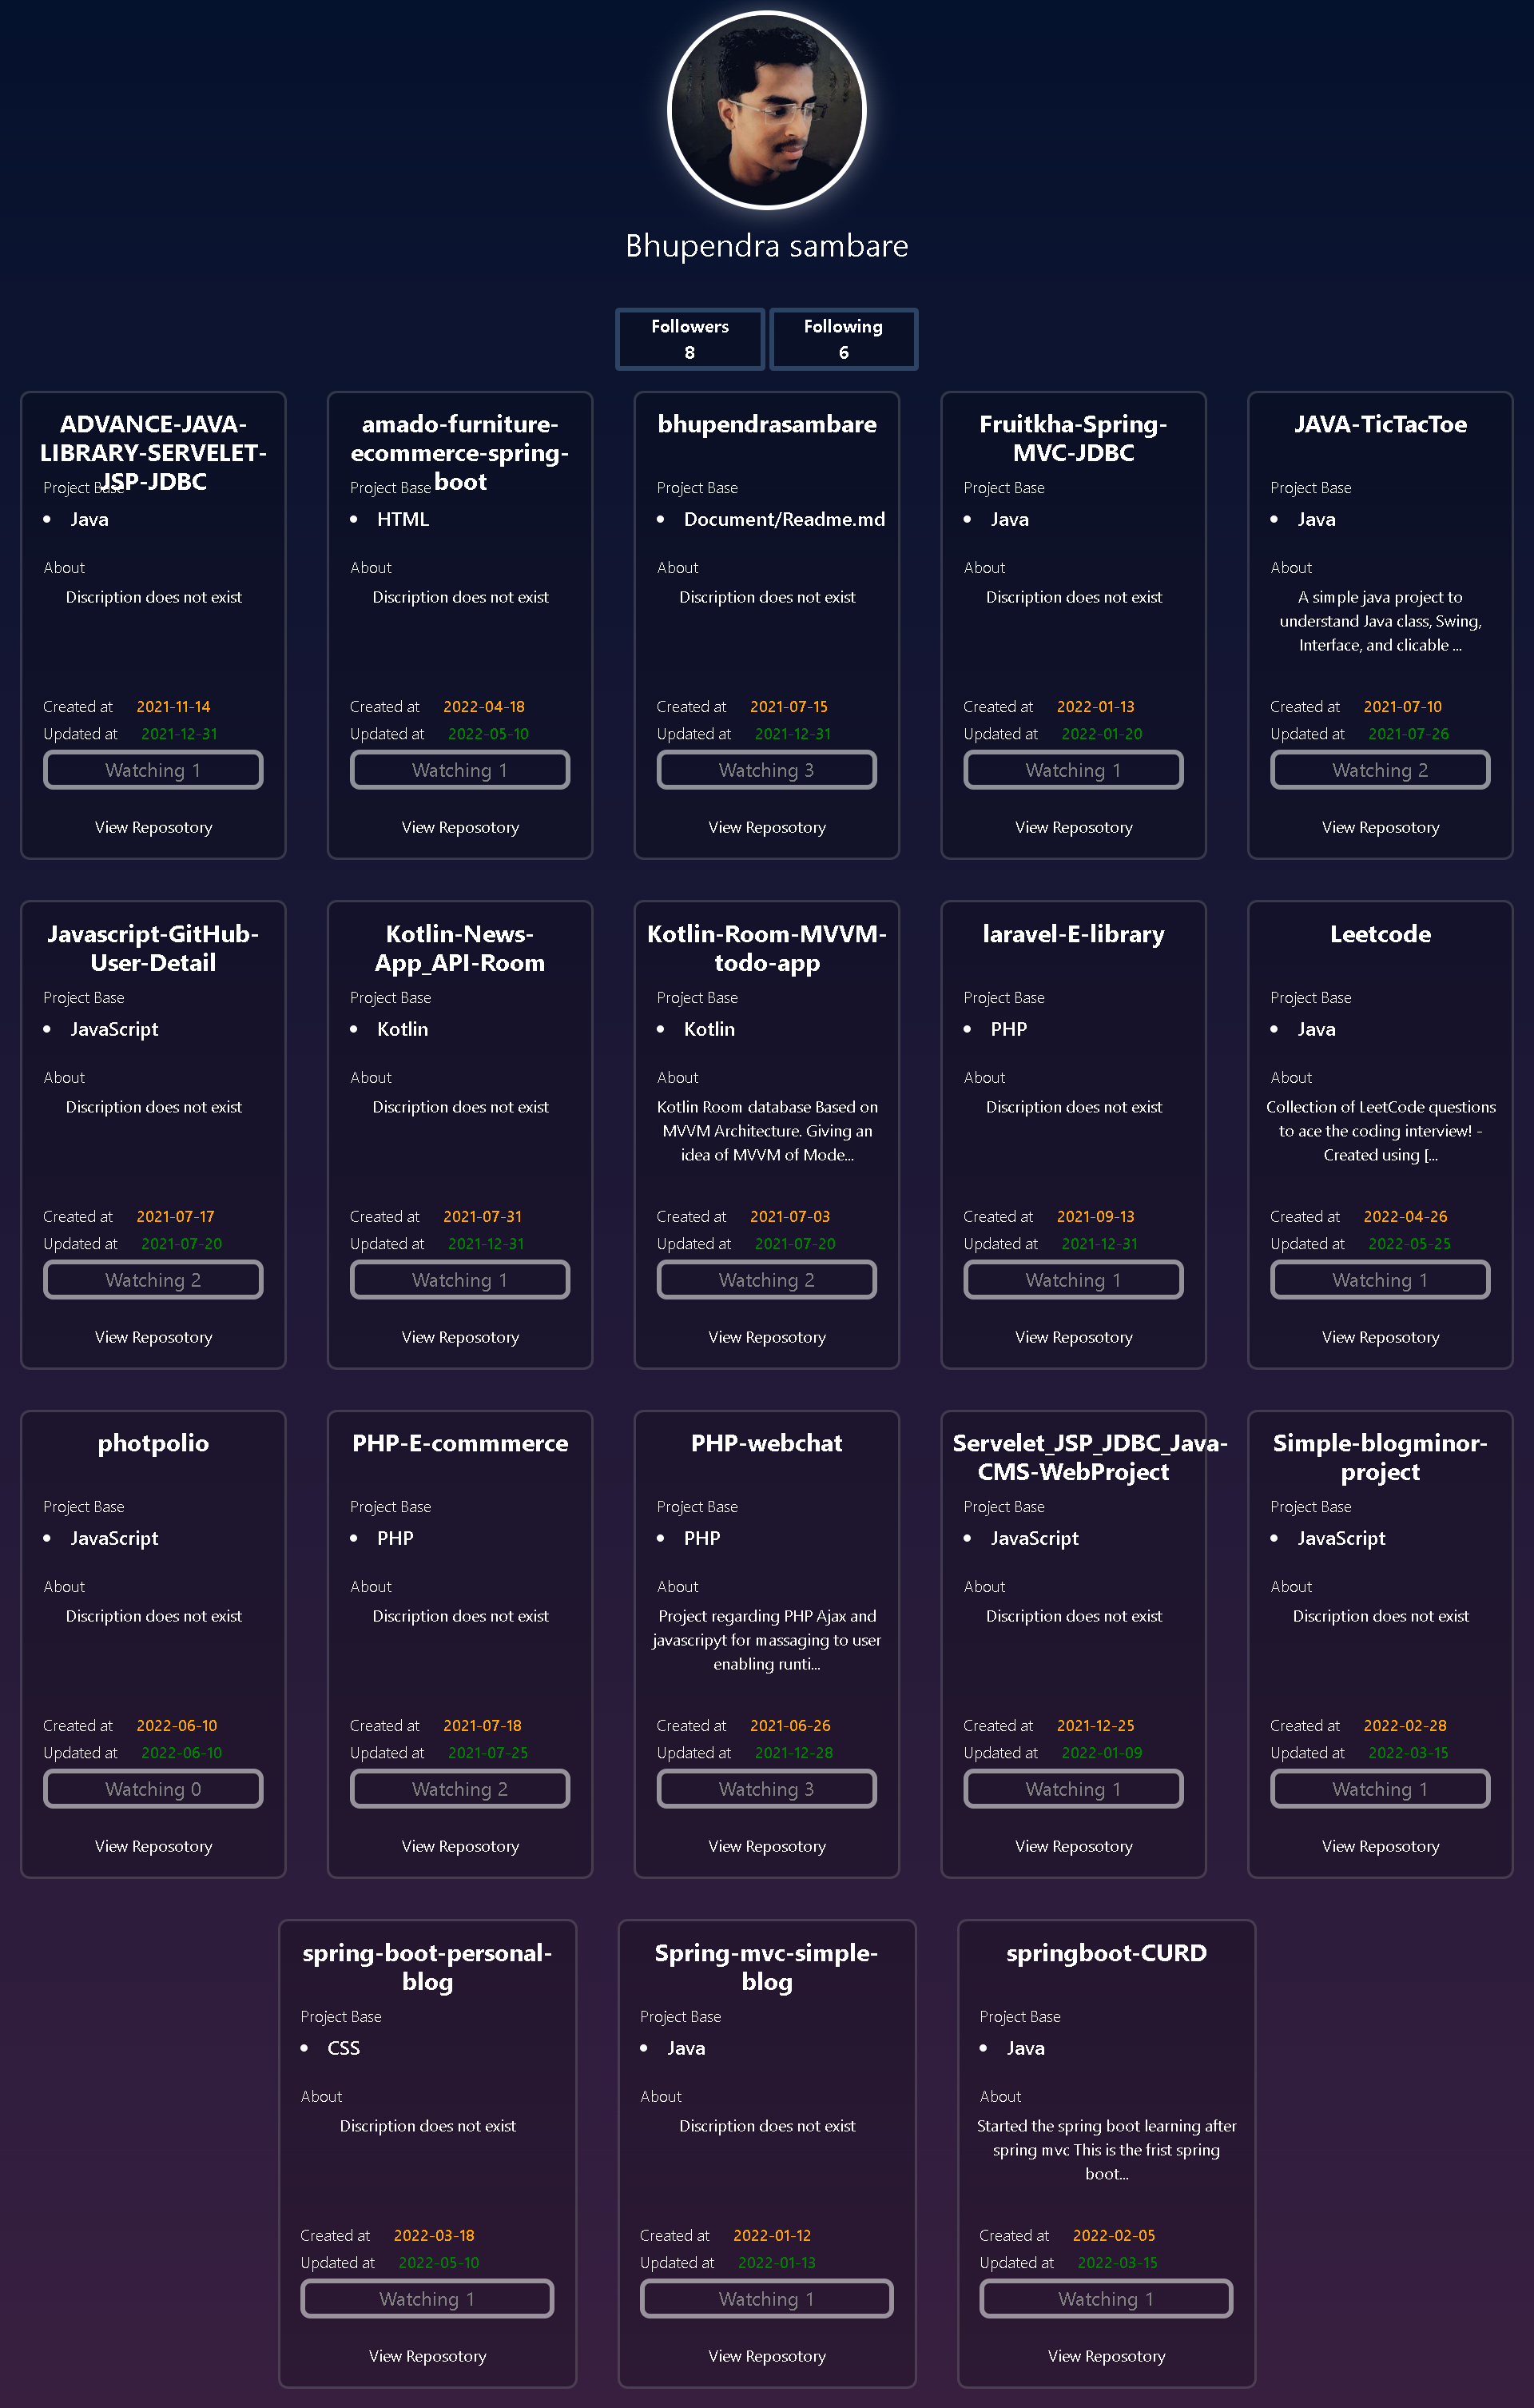 Bhupendra sambare
Followers
8
Following
6
ADVANCE-JAVA-
LIBRARY-SERVELET-
JSP-JDBC
Project Base
Java
About
Discription does not exist
Created at 2021-11-14
Updated at 2021-12-31
Watching 1
View Reposotory
amado-furniture-
ecommerce-spring-
boot
Project Base
HTML
About
Discription does not exist
Created at 2022-04-18
Updated at 2022-05-10
Watching 1
View Reposotory
bhupendrasambare
Project Base
Document/Readme.md
About
Discription does not exist
Created at 2021-07-15
Updated at 2021-12-31
Watching 3
View Reposotory
Fruitkha-Spring-
MVC-JDBC
Project Base
Java
About
Discription does not exist
Created at 2022-01-13
Updated at 2022-01-20
Watching 1
View Reposotory
JAVA-TicTacToe
Project Base
Java
About
A simple java project to
understand Java class, Swing,
Interface, and clicable ...
Created at 2021-07-10
Updated at 2021-07-26
Watching 2
View Reposotory
Javascript-GitHub-
User-Detail
Project Base
JavaScript
About
Discription does not exist
Created at 2021-07-17
Updated at 2021-07-20
Watching 2
View Reposotory
Kotlin-News-
App_API-Room
Project Base
Kotlin
About
Discription does not exist
Created at 2021-07-31
Updated at 2021-12-31
Watching 1
View Reposotory
Kotlin-Room-MVVM-
todo-app
Project Base
Kotlin
About
Kotlin Room database Based on
MVVM Architecture. Giving an
idea of MVVM of Mode...
Created at 2021-07-03
Updated at 2021-07-20
Watching 2
View Reposotory
laravel-E-library
Project Base
PHP
About
Discription does not exist
Created at 2021-09-13
Updated at 2021-12-31
Watching 1
View Reposotory
Leetcode
Project Base
Java
About
Collection of LeetCode questions
to ace the coding interview! -
Created using [...
Created at 2022-04-26
Updated at 2022-05-25
Watching 1
View Reposotory
photpolio
Project Base
JavaScript
About
Discription does not exist
Created at 2022-06-10
Updated at 2022-06-10
Watching 0
View Reposotory
PHP-E-commmerce
Project Base
PHP
About
Discription does not exist
Created at 2021-07-18
Updated at 2021-07-25
Watching 2
View Reposotory
PHP-webchat
Project Base
PHP
About
Project regarding PHP Ajax and
javascripyt for massaging to user
enabling runti...
Created at 2021-06-26
Updated at 2021-12-28
Watching 3
View Reposotory
Servelet_JSP_JDBC_Java-
CMS-WebProject
Project Base
JavaScript
About
Discription does not exist
Created at 2021-12-25
Updated at 2022-01-09
Watching 1
View Reposotory
Simple-blogminor-
project
Project Base
JavaScript
About
Discription does not exist
Created at 2022-02-28
Updated at 2022-03-15
Watching 1
View Reposotory
spring-boot-personal-
blog
Project Base
CSS
About
Discription does not exist
Created at 2022-03-18
Updated at 2022-05-10
Watching 1
View Reposotory
Spring-mvc-simple-
blog
Project Base
Java
About
Discription does not exist
Created at 2022-01-12
Updated at 2022-01-13
Watching 1
View Reposotory
springboot-CURD
Project Base
Java
About
Started the spring boot learning after
spring mvc This is the frist spring
boot...
Created at 2022-02-05
Updated at 2022-03-15
Watching 1
View Reposotory